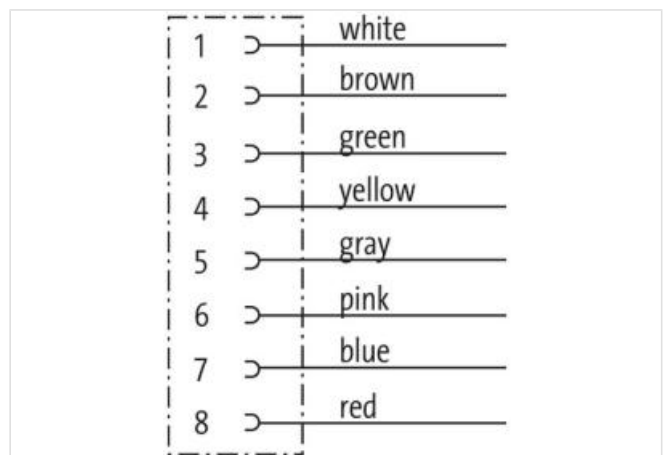 1 white
2 brown
3 green
4 yellow
5 gray
6 pink
7 blue
8 red